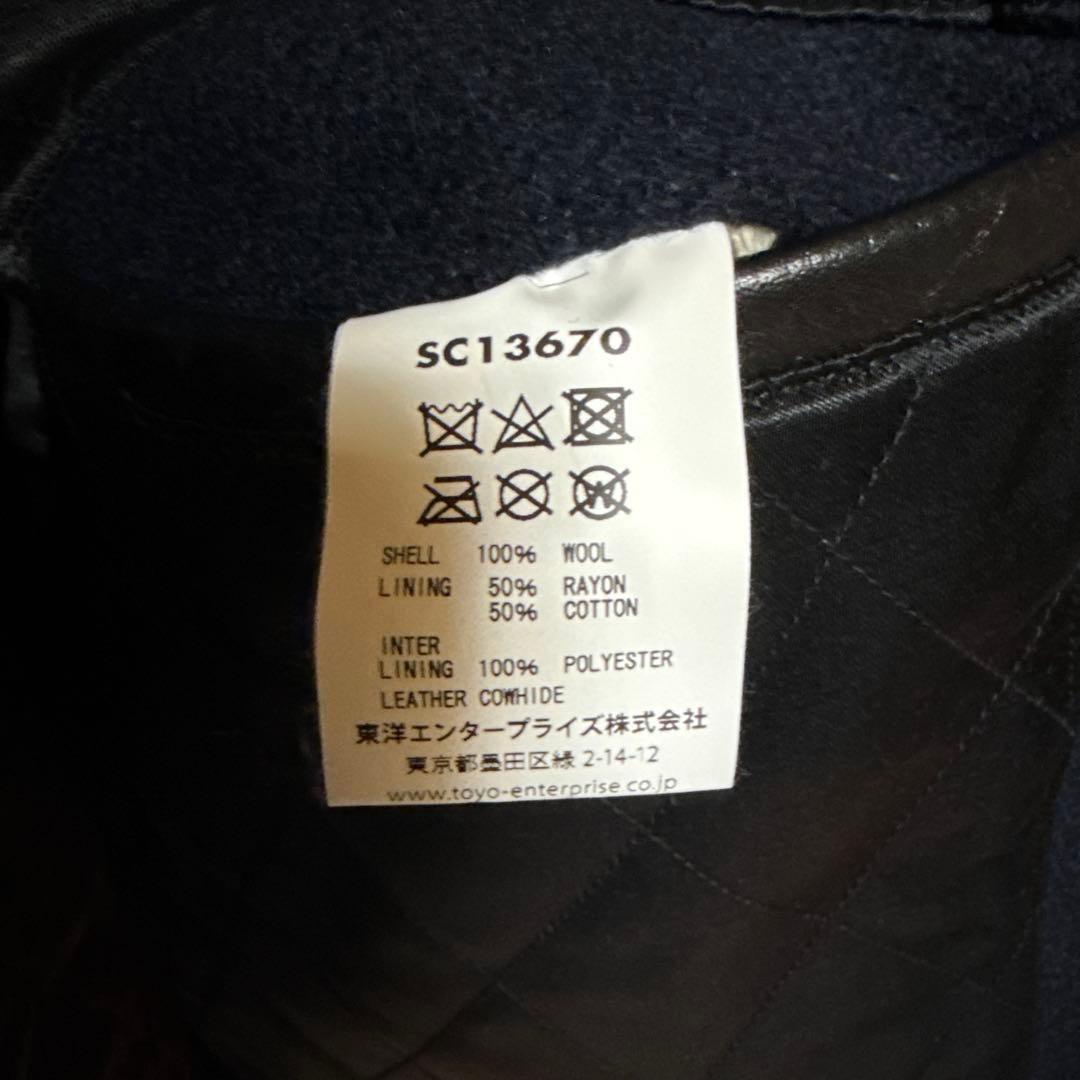 SC13670
W
SHELL 100% WOOL
LINING 50% RAYON
50% COTTON
INTER
LINING 100% POLYESTER
LEATHER COWHIDE
東洋エンタープライズ株式会社
東京都墨田区緑 2-14-12
www.toyo-enterprise.co.jp